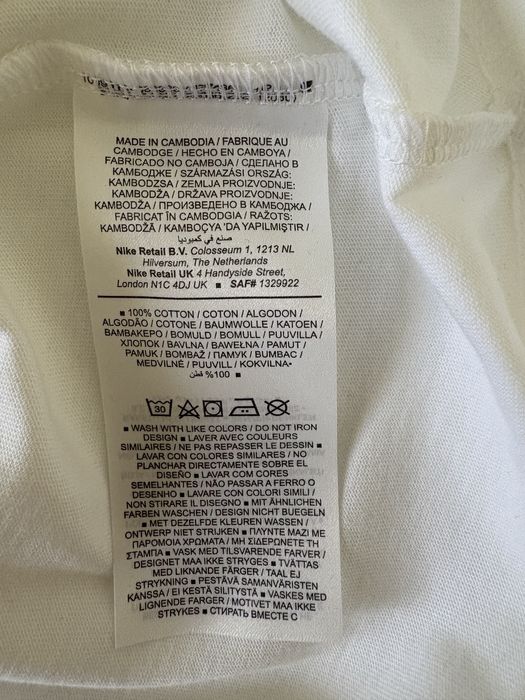 MADE IN CAMBODIA / FABRIQUE AU
CAMBODGE / HECHO EN CAMBOYA /
FABRICADO NO CAMBOJA / СДЕЛАНО В
КАМБОДЖЕ / SZÁRMAZÁSI ORSZÁG:
KAMBODZSA / ZEMLJA PROIZVODNJE:
KAMBODŽA / DRŽAVA PROIZVODNJE:
KAMBODŽA / ПРОИЗВЕДЕНО В КАМБОДЖА /
FABRICAT ÎN CAMBODGIA / RAŽOTS:
KAMBODŽĀ / KAMBOÇYA 'DA YAPILMIŞTIR /
صنع في كمبوديا
Nike Retail B.V. Colosseum 1, 1213 NL
Hilversum, The Netherlands
Nike Retail UK 4 Handyside Street,
London N1C 4DJ UK ■ SAF# 1329922
■ 100% COTTON / COTON / ALGODON /
ALGODÃO / COTONE / BAUMWOLLE / KATOEN /
ΒΑΜΒΑΚΕΡΟ / BOMULD / BOMULL / PUUVILLA /
ХЛОПОК / BAVLNA / BAWEŁNA / PAMUT /
PAMUK / BOMBAŽ / ПАМУК / BUMBAC /
MEDVILNĖ / PUUVILL / KOKVILNA•
■ قطن %100
30
■ WASH WITH LIKE COLORS / DO NOT IRON
DESIGN ■ LAVER AVEC COULEURS
SIMILAIRES / NE PAS REPASSER LE DESSIN ■
LAVAR CON COLORES SIMILARES / NO
PLANCHAR DIRECTAMENTE SOBRE EL
DISEÑO ■ LAVAR COM CORES
SEMELHANTES / NÃO PASSAR A FERRO O
DESENHO ■ LAVARE CON COLORI SIMILI /
NON STIRARE IL DISEGNO ■ MIT ÄHNLICHEN
FARBEN WASCHEN / DESIGN NICHT BUEGELN
■ MET DEZELFDE KLEUREN WASSEN /
ONTWERP NIET STRIJKEN ■ ΠΛΥΝΤΕ ΜΑΖΙ ΜΕ
ΠΑΡΟΜΟΙΑ ΧΡΩΜΑΤΑ / ΜΗ ΣΙΔΕΡΩΝΕΤΕ ΤΗ
ΣΤΑΜΠΑ ■ VASK MED TILSVARENDE FARVER /
DESIGNET MAA IKKE STRYGES ■ TVÄTTAS
MED LIKNANDE FÄRGER / TAAL EJ
STRYKNING ■ PESTÄVÄ SAMANVÄRISTEN
KANSSA / EI KESTÄ SILITYSTÄ ■ VASKES MED
LIGNENDE FARGER / MOTIVET MAA IKKE
STRYKES ■ СТИРАТЬ ВМЕСТЕ С